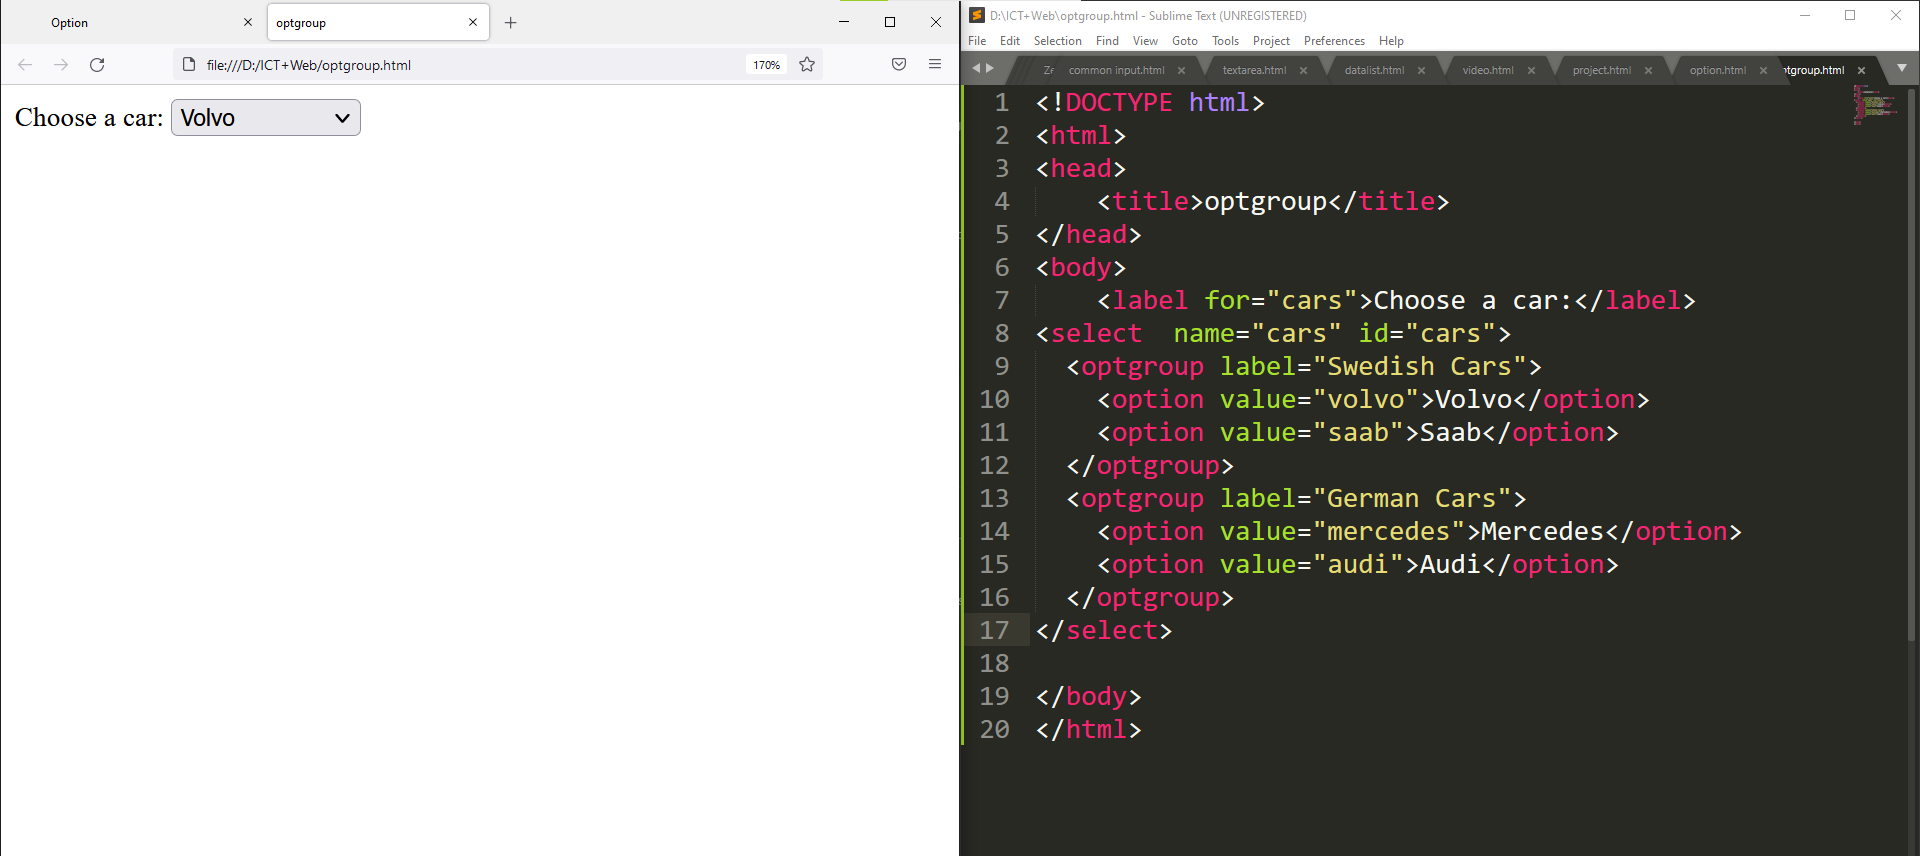 Option
optgroup
file:///D:/ICT+Web/optgroup.html
170%
Choose a car: Volvo
D:\ICT+Web\optgroup.html - Sublime Text (UNREGISTERED)
File Edit Selection Find View Goto Tools Project Preferences Help
common input.html textarea.html datalist.html video.html project.html option.html tgroup.html
1 <!DOCTYPE html>
2 <html>
3 <head>
4 <title>optgroup</title>
5 </head>
6 <body>
7 <label for="cars">Choose a car:</label>
8 <select  name="cars" id="cars">
9 <optgroup label="Swedish Cars">
10 <option value="volvo">Volvo</option>
11 <option value="saab">Saab</option>
12 </optgroup>
13 <optgroup label="German Cars">
14 <option value="mercedes">Mercedes</option>
15 <option value="audi">Audi</option>
16 </optgroup>
17 </select>
18
19 </body>
20 </html>